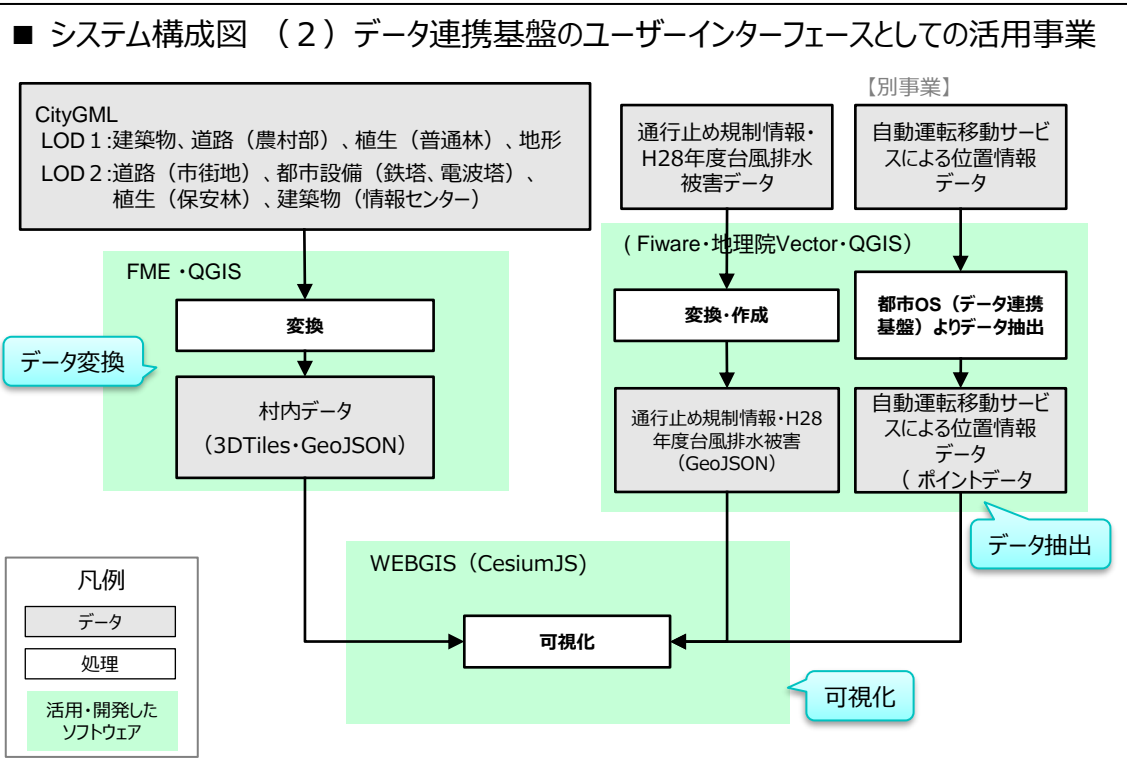 ■ システム構成図 （２）データ連携基盤のユーザーインターフェースとしての活用事業
CityGML
LOD１:建築物、道路（農村部）、植生（普通林）、地形
LOD２:道路（市街地）、都市設備（鉄塔、電波塔）、
植生（保安林）、建築物（情報センター）
通行止め規制情報・
H28年度台風排水
被害データ
【別事業】
自動運転移動サービ
スによる位置情報
データ
FME・QGIS
変換
データ変換
村内データ
（3DTiles・GeoJSON）
( Fiware・地理院Vector・QGIS）
変換・作成
都市OS（データ連携
基盤）よりデータ抽出
通行止め規制情報・H28
年度台風排水被害
（GeoJSON）
自動運転移動サービ
スによる位置情報
データ
（ ポイントデータ
データ抽出
WEBGIS（CesiumJS)
可視化
可視化
凡例
データ
処理
活用・開発した
ソフトウェア